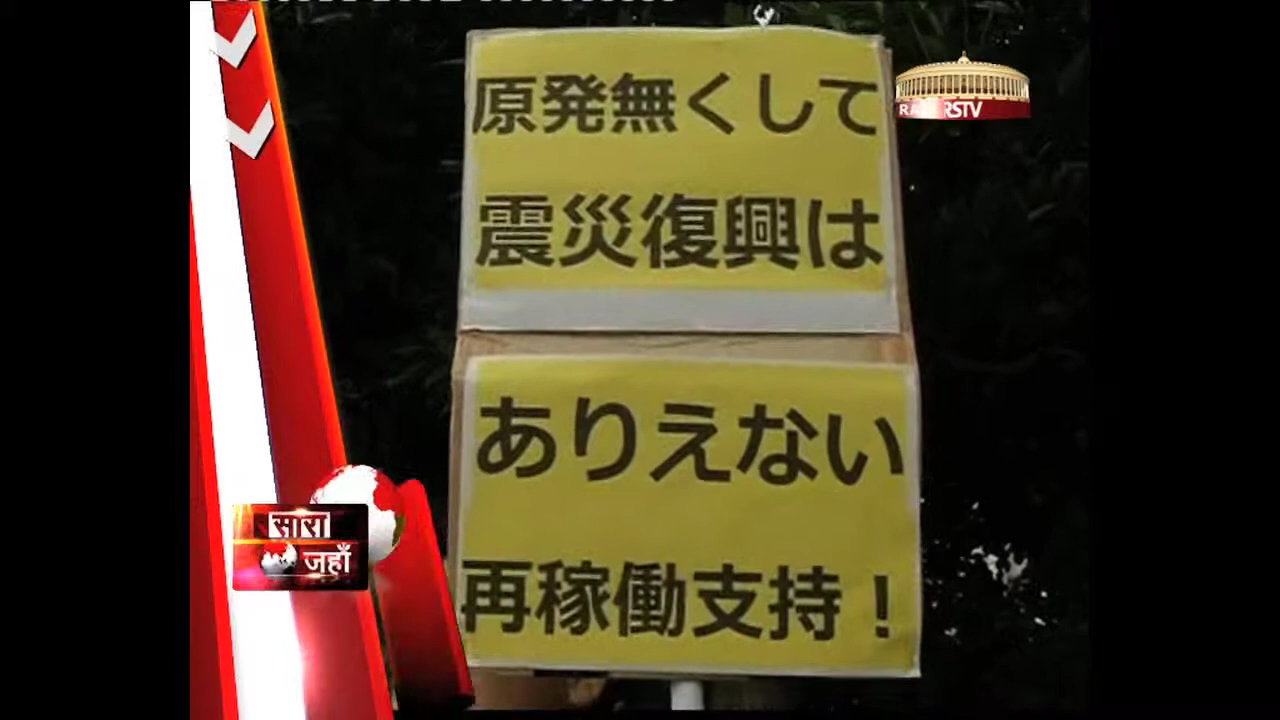 原発無くして
震災復興は
ありえない
再稼働支持！
RSTV
सारा
जहाँ